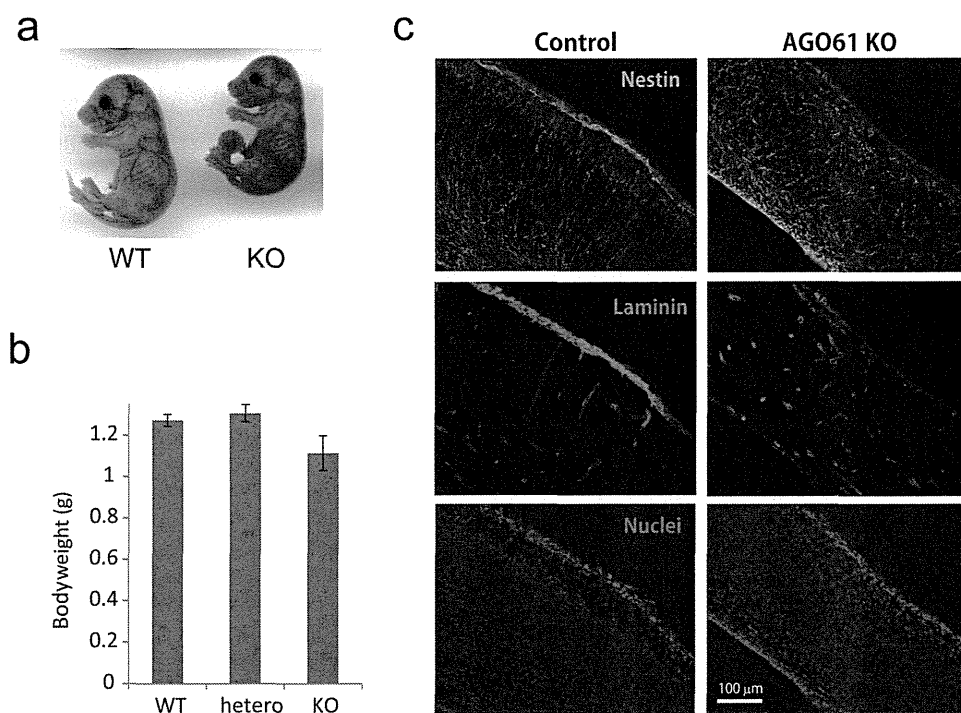 a
WT KO
b
Bodyweight (g)
1.2
1
0.8
0.6
0.4
0.2
0
WT hetero KO
c
Control AGO61 KO
Nestin
Laminin
Nuclei
100 μm